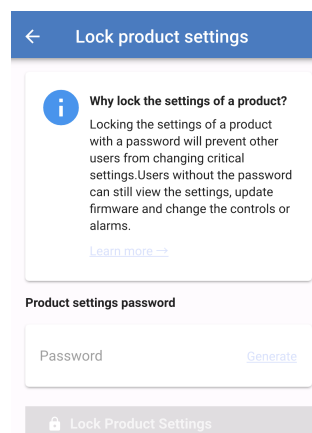 Lock product settings
Why lock the settings of a product?
Locking the settings of a product
with a password will prevent other
users from changing critical
settings.Users without the password
can still view the settings, update
firmware and change the controls or
alarms.
Learn more →
Product settings password
Password
Generate
Lock Product Settings